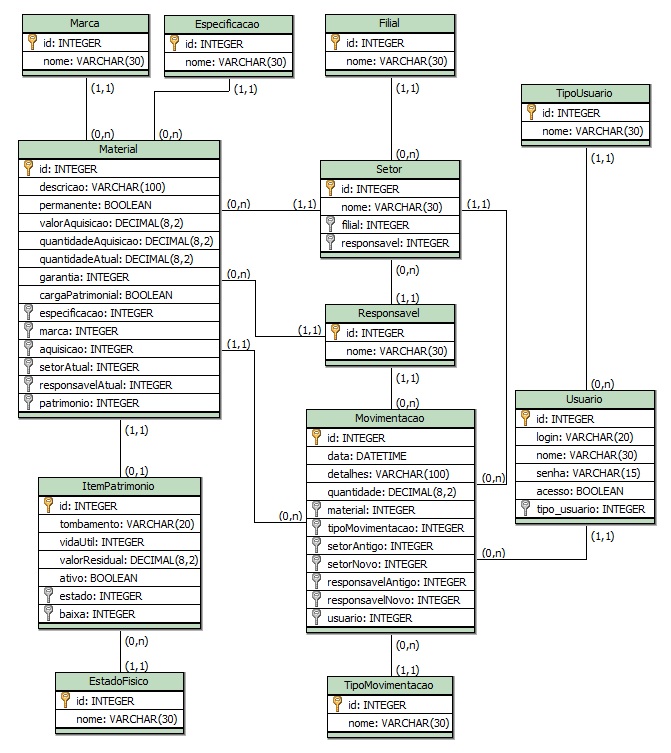 Marca
id: INTEGER
nome: VARCHAR(30)
Especificacao
id: INTEGER
nome: VARCHAR(30)
Filial
id: INTEGER
nome: VARCHAR(30)
(1,1)
(1,1)
(1,1)
TipoUsuario
id: INTEGER
nome: VARCHAR(30)
(1,1)
(0,n)
(0,n)
(0,n)
Material
id: INTEGER
descricao: VARCHAR(100)
permanente: BOOLEAN
valorAquisicao: DECIMAL(8,2)
quantidadeAquisicao: DECIMAL(8,2)
quantidadeAtual: DECIMAL(8,2)
garantia: INTEGER
cargaPatrimonial: BOOLEAN
especificacao: INTEGER
marca: INTEGER
aquisicao: INTEGER
setorAtual: INTEGER
responsavelAtual: INTEGER
patrimonio: INTEGER
(0,n)
(1,1)
Setor
id: INTEGER
nome: VARCHAR(30)
filial: INTEGER
responsavel: INTEGER
(1,1)
(0,n)
(0,n)
(1,1)
(1,1)
Responsavel
id: INTEGER
nome: VARCHAR(30)
(1,1)
(1,1)
(0,n)
(0,n)
Usuario
id: INTEGER
login: VARCHAR(20)
nome: VARCHAR(30)
senha: VARCHAR(15)
acesso: BOOLEAN
tipo_usuario: INTEGER
(1,1)
Movimentacao
id: INTEGER
data: DATETIME
detalhes: VARCHAR(100)
quantidade: DECIMAL(8,2)
material: INTEGER
tipoMovimentacao: INTEGER
setorAntigo: INTEGER
setorNovo: INTEGER
responsavelAntigo: INTEGER
responsavelNovo: INTEGER
usuario: INTEGER
(0,n)
(0,n)
(0,n)
(1,1)
(0,1)
ItemPatrimonio
id: INTEGER
tombamento: VARCHAR(20)
vidaUtil: INTEGER
valorResidual: DECIMAL(8,2)
ativo: BOOLEAN
estado: INTEGER
baixa: INTEGER
(0,n)
(1,1)
EstadoFisico
id: INTEGER
nome: VARCHAR(30)
(0,n)
(1,1)
TipoMovimentacao
id: INTEGER
nome: VARCHAR(30)